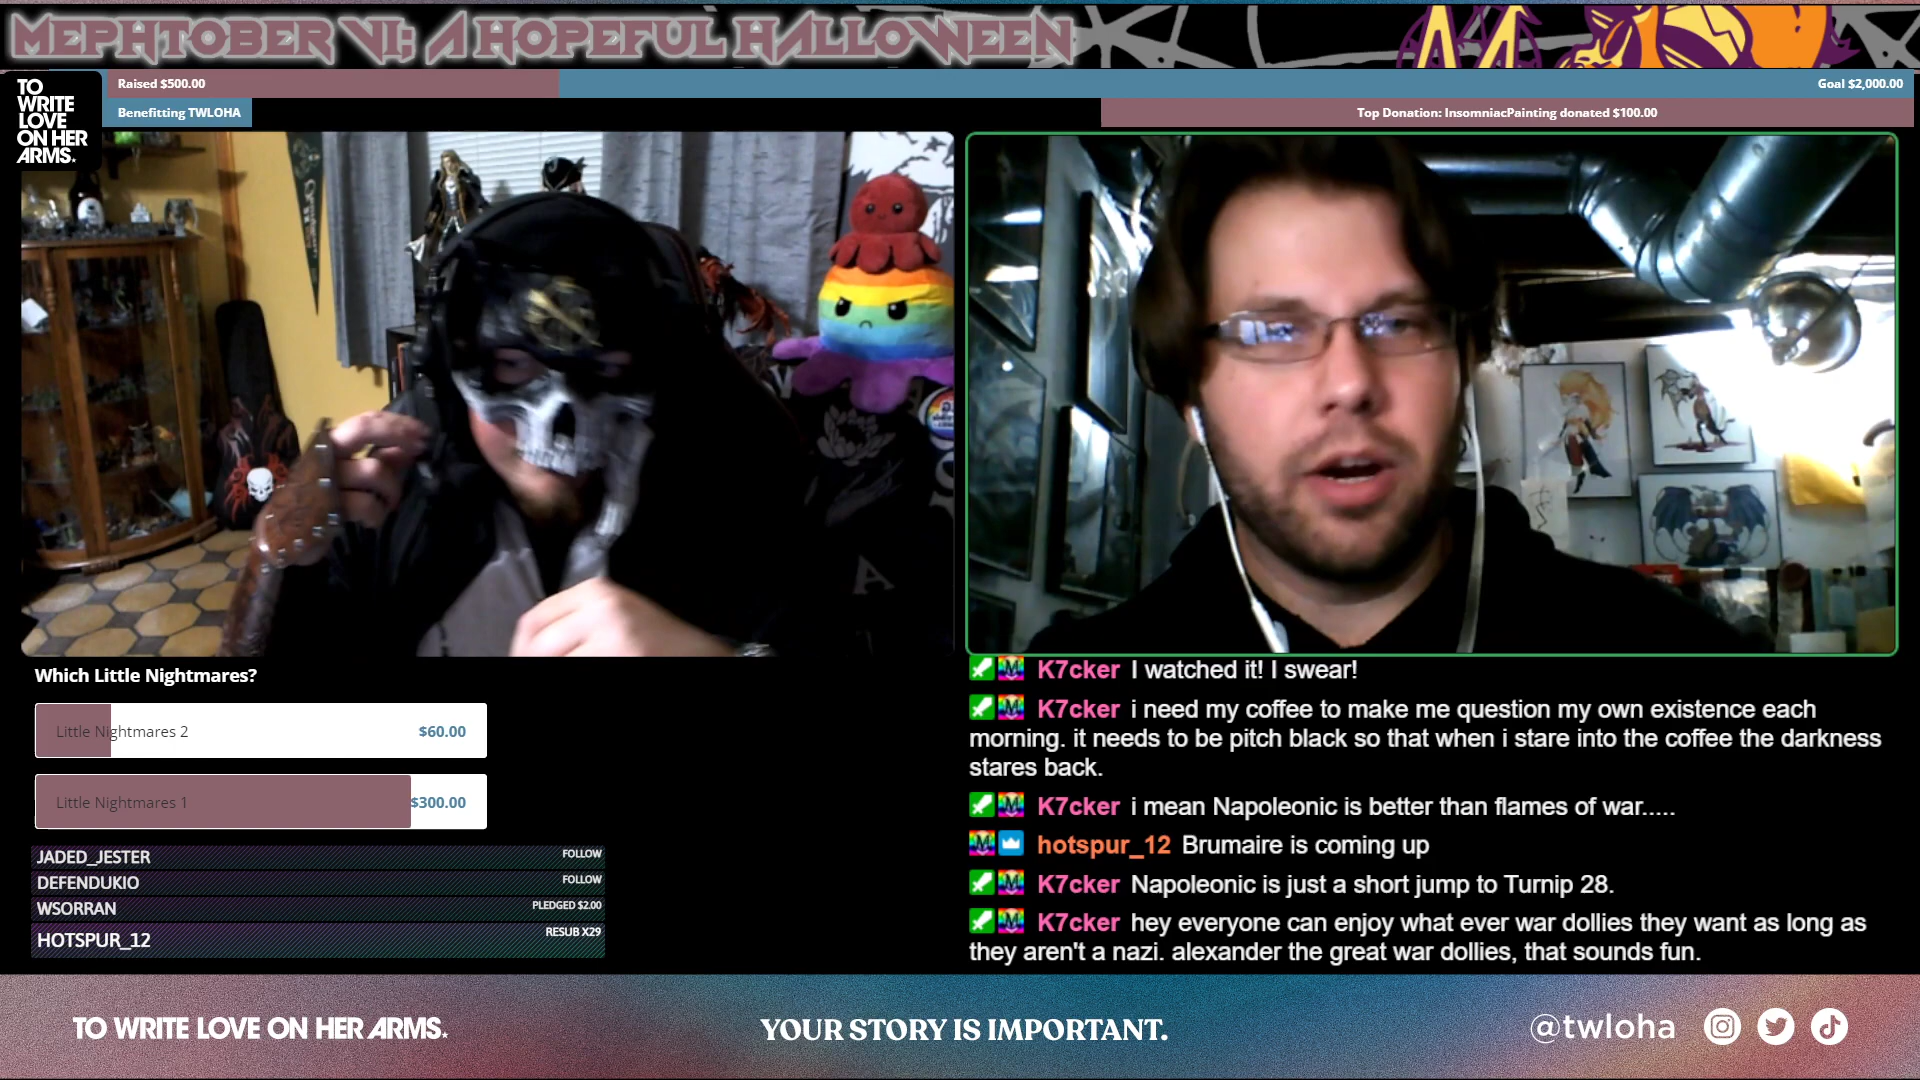 MEPHTOBER VI: A HOPEFUL HALLOWEEN
TO
WRITE
LOVE
ON HER
ARMS.
Raised $500.00
Goal $2,000.00
Benefitting TWLOHA
Top Donation: InsomniacPainting donated $100.00
A
Which Little Nightmares?
Little Nightmares 2
$60.00
Little Nightmares 1
$300.00
JADED_JESTER
FOLLOW
DEFENDUKIO
FOLLOW
WSORRAN
PLEDGED $2.00
HOTSPUR_12
RESUB X29
K7cker I watched it! I swear!
K7cker i need my coffee to make me question my own existence each
morning. it needs to be pitch black so that when i stare into the coffee the darkness
stares back.
K7cker i mean Napoleonic is better than flames of war.....
hotspur_12 Brumaire is coming up
K7cker Napoleonic is just a short jump to Turnip 28.
K7cker hey everyone can enjoy what ever war dollies they want as long as
they aren't a nazi. alexander the great war dollies, that sounds fun.
TO WRITE LOVE ON HER ARMS.
YOUR STORY IS IMPORTANT.
@twloha